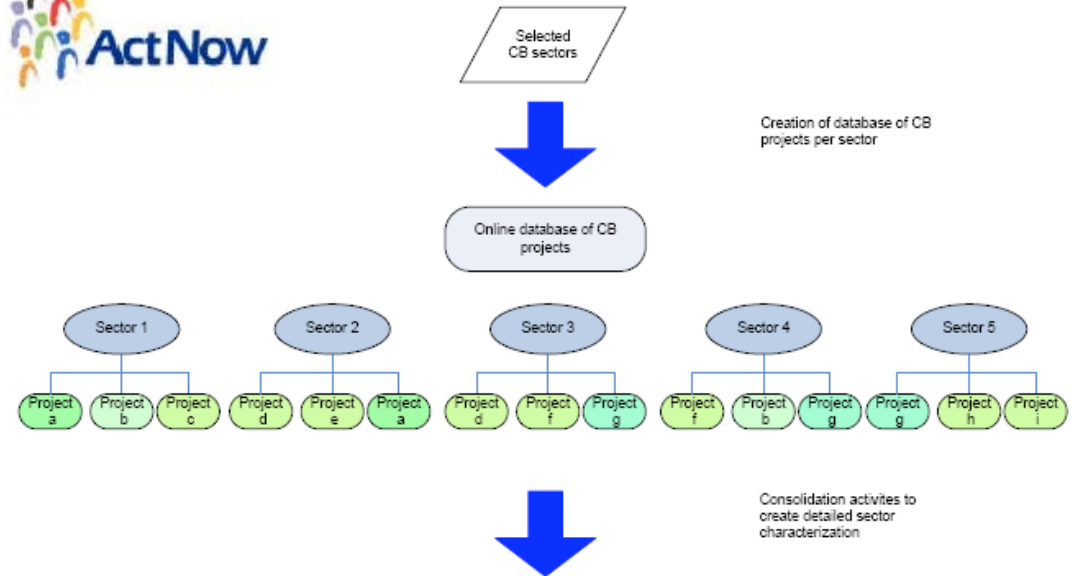 ActNow
Selected
CB sectors
Creation of database of CB
projects per sector
Online database of CB
projects
Sector 1
Sector 2
Sector 3
Sector 4
Sector 5
Project
a
Project
b
Project
c
Project
d
Project
e
Project
a
Project
d
Project
f
Project
g
Project
f
Project
b
Project
g
Project
g
Project
h
Project
i
Consolidation activites to
create detailed sector
characterization